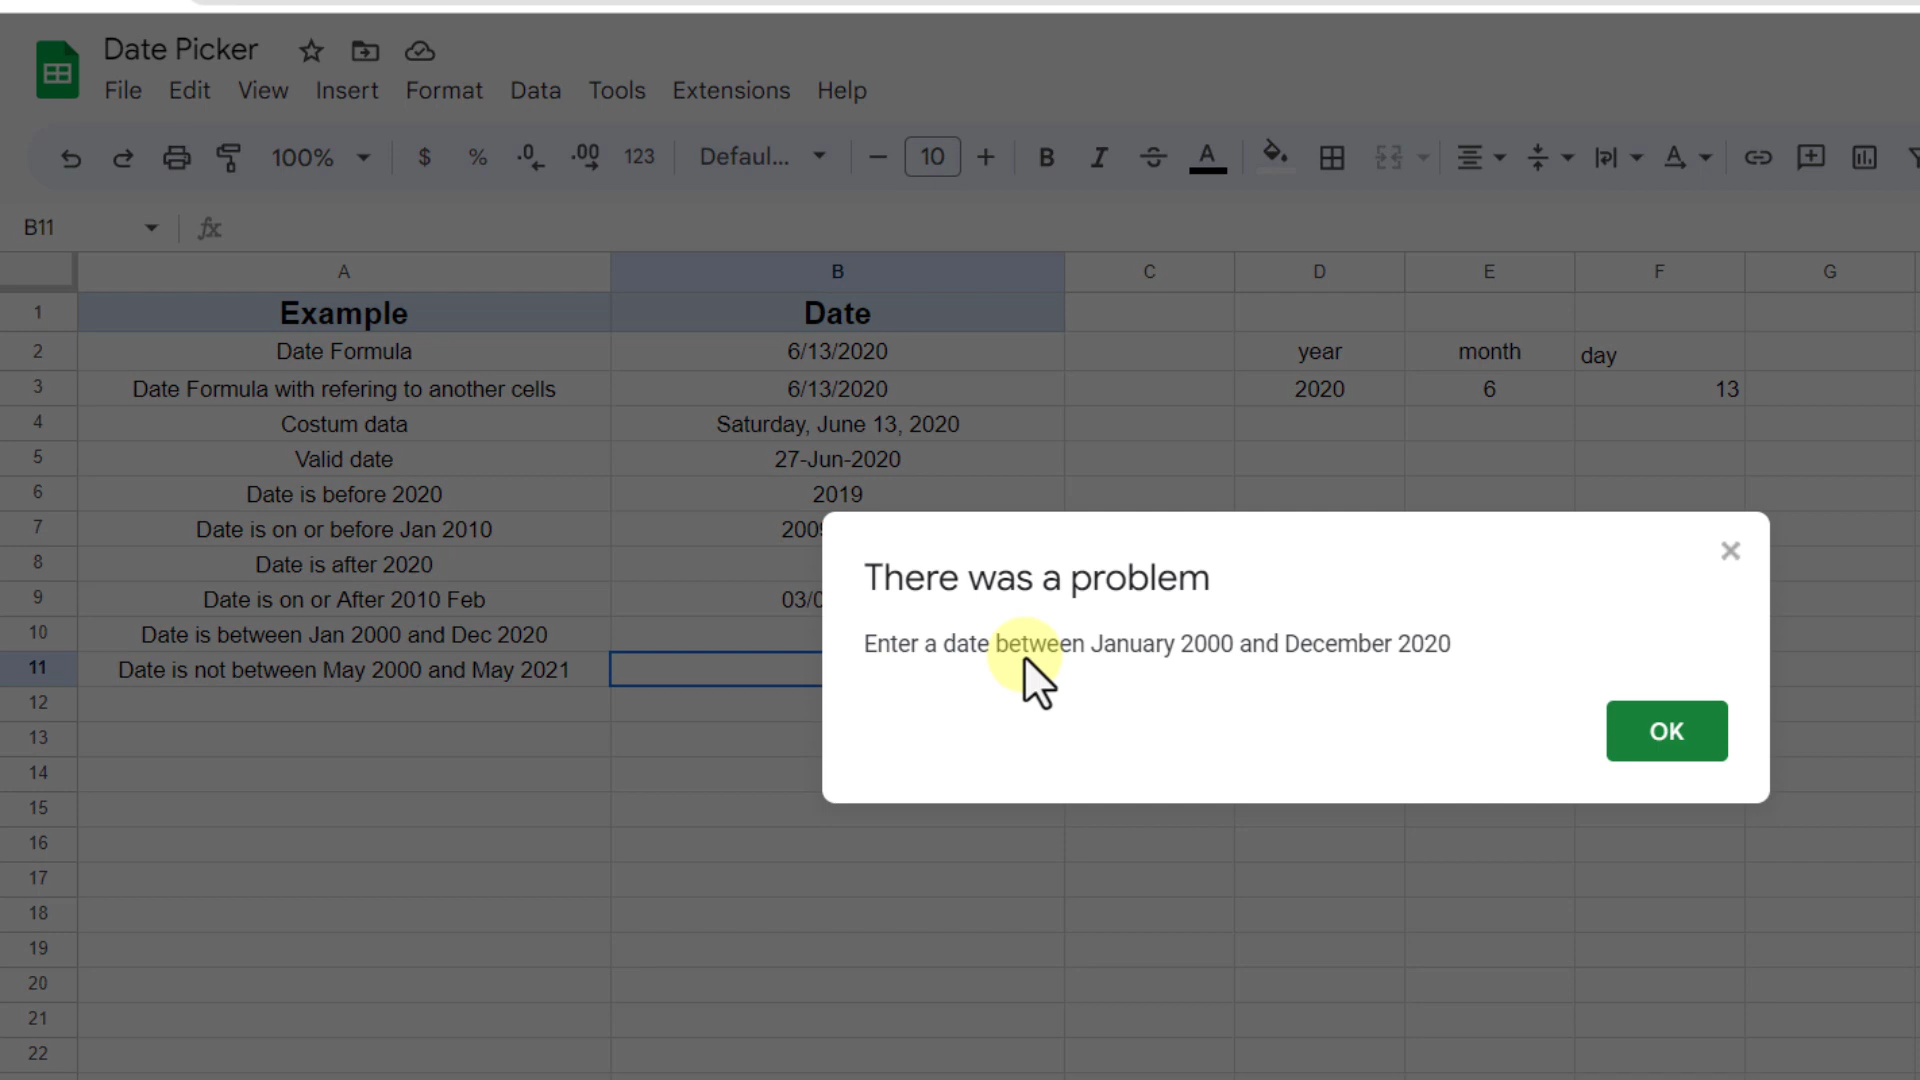 Date Picker
File Edit View Insert Format Data Tools Extensions Help
100% $ % .0 .00 123 Defaul... − 10 + B I S A A
B11 fx
A B C D E F G
1 Example Date
2 Date Formula 6/13/2020 year month day
3 Date Formula with refering to another cells 6/13/2020 2020 6 13
4 Costum data Saturday, June 13, 2020
5 Valid date 27-Jun-2020
6 Date is before 2020 2019
7 Date is on or before Jan 2010 2009
8 Date is after 2020
9 Date is on or After 2010 Feb 03/0
10 Date is between Jan 2000 and Dec 2020
11 Date is not between May 2000 and May 2021
12
13
14
15
16
17
18
19
20
21
22
There was a problem
Enter a date between January 2000 and December 2020
OK